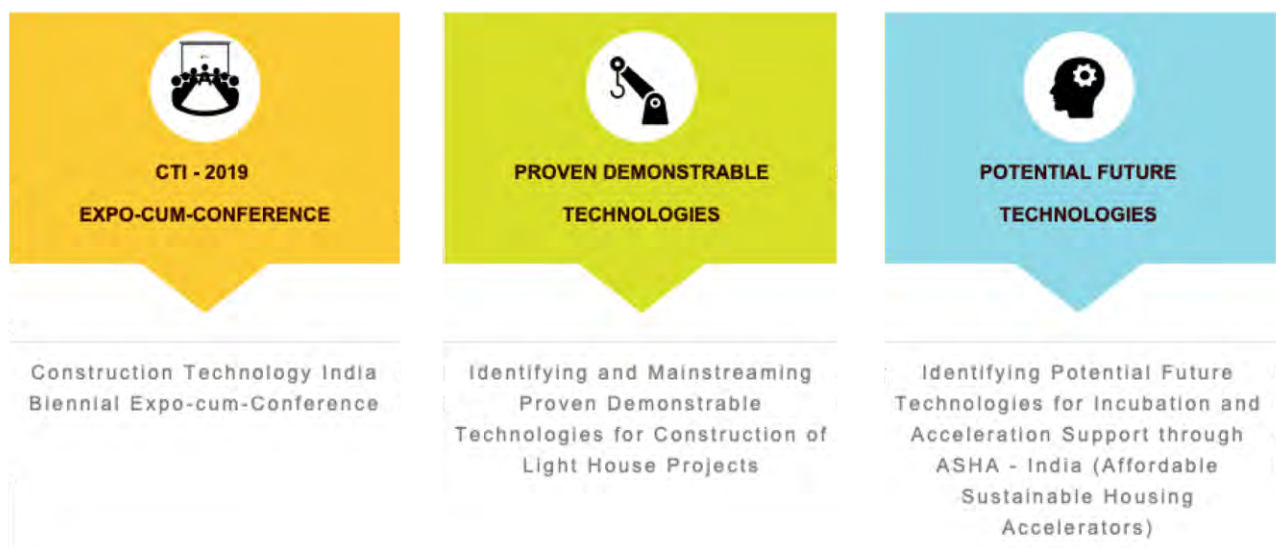 CTI - 2019
EXPO-CUM-CONFERENCE
Construction Technology India
Biennial Expo-cum-Conference
PROVEN DEMONSTRABLE
TECHNOLOGIES
Identifying and Mainstreaming
Proven Demonstrable
Technologies for Construction of
Light House Projects
POTENTIAL FUTURE
TECHNOLOGIES
Identifying Potential Future
Technologies for Incubation and
Acceleration Support through
ASHA - India (Affordable
Sustainable Housing
Accelerators)